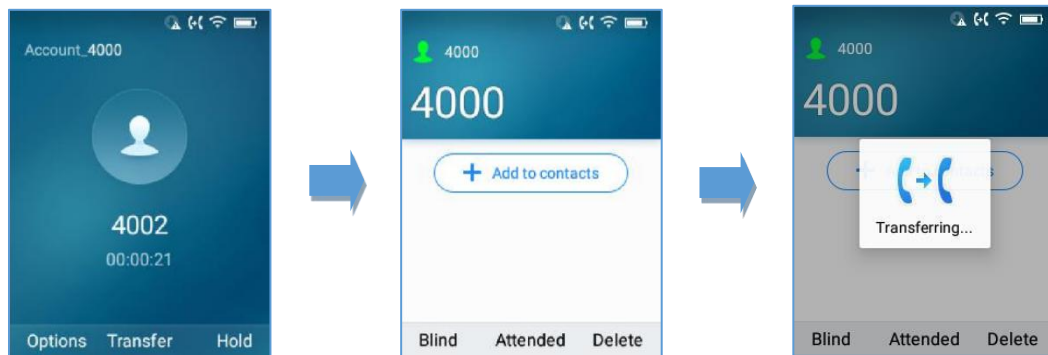 Account_4000
4002
00:00:21
Options Transfer Hold
4000
4000
+ Add to contacts
Blind Attended Delete
4000
4000
Transferring...
Blind Attended Delete